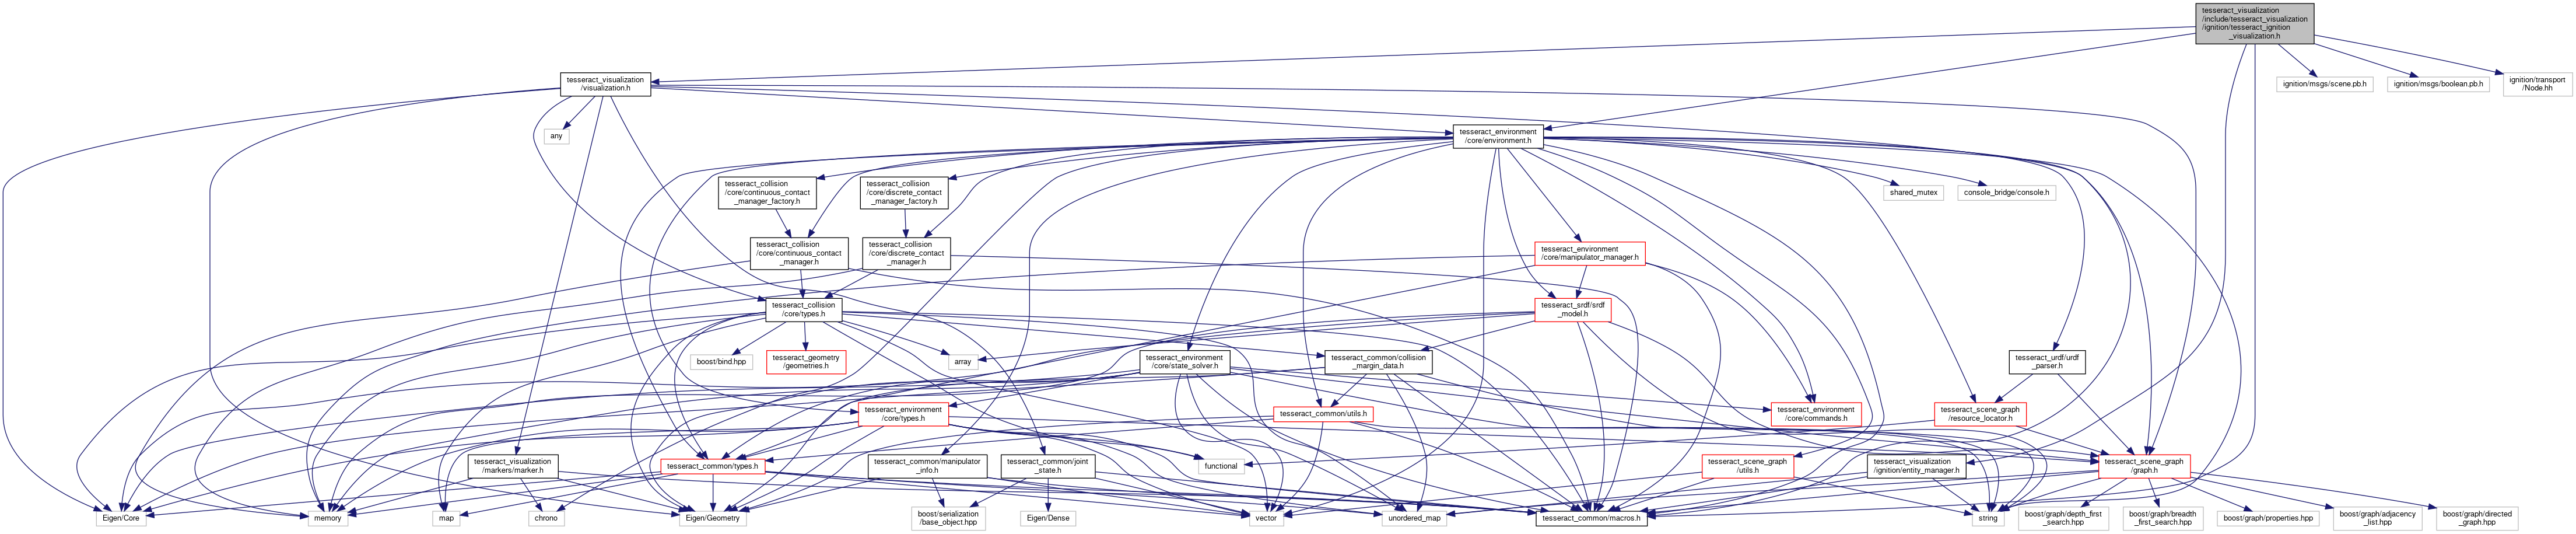 tesseract_visualization
/include/tesseract_visualization
/ignition/tesseract_ignition
_visualization.h
tesseract_visualization
/visualization.h
ignition/msgs/scene.pb.h
ignition/msgs/boolean.pb.h
ignition/transport
/Node.hh
any
tesseract_environment
/core/environment.h
tesseract_collision
/core/continuous_contact
_manager_factory.h
tesseract_collision
/core/discrete_contact
_manager_factory.h
shared_mutex
console_bridge/console.h
tesseract_collision
/core/continuous_contact
_manager.h
tesseract_collision
/core/discrete_contact
_manager.h
tesseract_environment
/core/manipulator_manager.h
tesseract_collision
/core/types.h
tesseract_srdf/srdf
_model.h
boost/bind.hpp
tesseract_geometry
/geometries.h
array
tesseract_environment
/core/state_solver.h
tesseract_common/collision
_margin_data.h
tesseract_urdf/urdf
_parser.h
tesseract_environment
/core/types.h
tesseract_common/utils.h
tesseract_environment
/core/commands.h
tesseract_scene_graph
/resource_locator.h
tesseract_visualization
/markers/marker.h
tesseract_common/types.h
tesseract_common/manipulator
_info.h
tesseract_common/joint
_state.h
functional
tesseract_scene_graph
/utils.h
tesseract_visualization
/ignition/entity_manager.h
tesseract_scene_graph
/graph.h
Eigen/Core
memory
map
chrono
Eigen/Geometry
boost/serialization
/base_object.hpp
Eigen/Dense
vector
unordered_map
tesseract_common/macros.h
string
boost/graph/depth_first
_search.hpp
boost/graph/breadth
_first_search.hpp
boost/graph/properties.hpp
boost/graph/adjacency
_list.hpp
boost/graph/directed
_graph.hpp